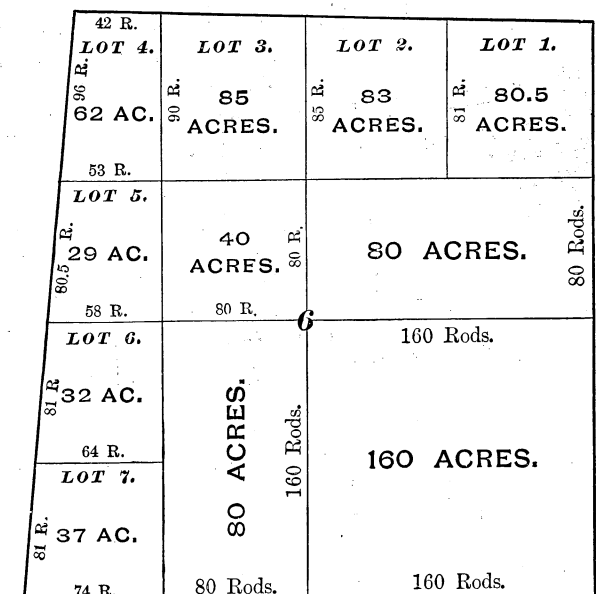 42 R.
LOT 4.
96 R.
62 AC.
53 R.
LOT 3.
90 R.
85
ACRES.
LOT 2.
85 R.
83
ACRES.
LOT 1.
81 R.
80.5
ACRES.
LOT 5.
80.5 R.
29 AC.
58 R.
40
ACRES.
80 R.
80 R.
80 ACRES.
80 Rods.
6
160 Rods.
LOT 6.
81 R
32 AC.
64 R.
LOT 7.
81 R.
37 AC.
74 R.
80 ACRES.
160 Rods.
80 Rods.
160 ACRES.
160 Rods.